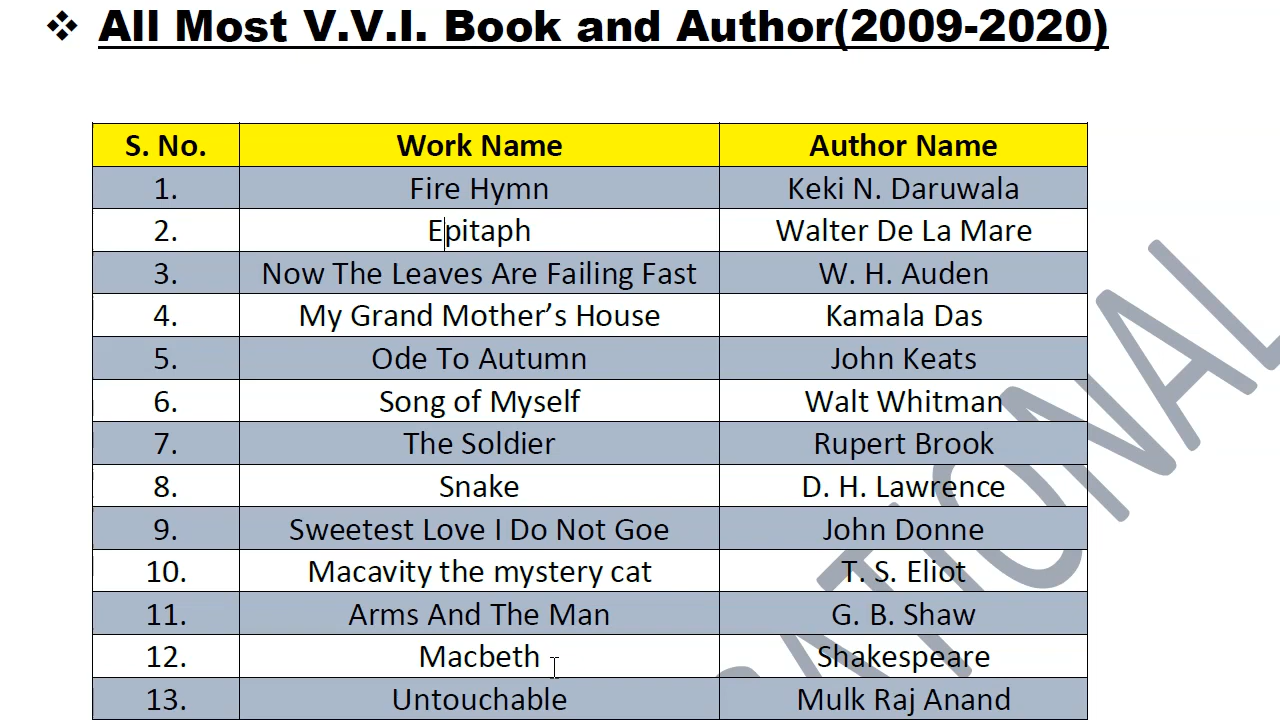 ❖ All Most V.V.I. Book and Author(2009-2020)
S. No. Work Name Author Name
1. Fire Hymn Keki N. Daruwala
2. Epitaph Walter De La Mare
3. Now The Leaves Are Failing Fast W. H. Auden
4. My Grand Mother’s House Kamala Das
5. Ode To Autumn John Keats
6. Song of Myself Walt Whitman
7. The Soldier Rupert Brook
8. Snake D. H. Lawrence
9. Sweetest Love I Do Not Goe John Donne
10. Macavity the mystery cat T. S. Eliot
11. Arms And The Man G. B. Shaw
12. Macbeth Shakespeare
13. Untouchable Mulk Raj Anand